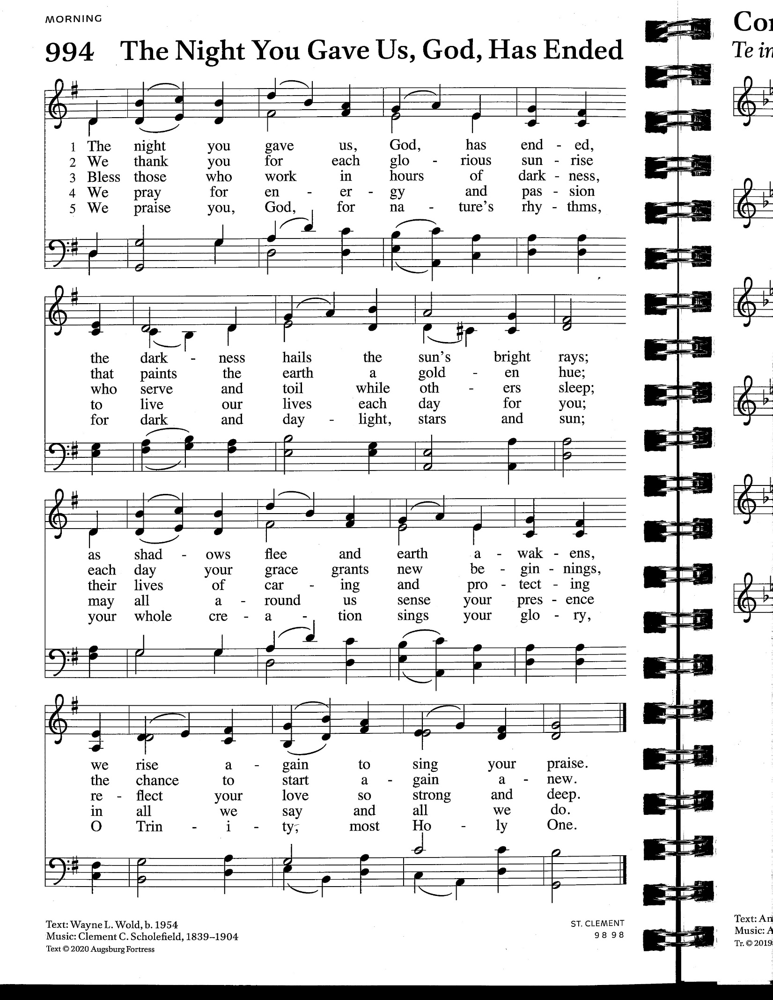 MORNING
994 The Night You Gave Us, God, Has Ended
1 The night you gave us, God, has end - ed,
2 We thank you for each glo - rious sun - rise
3 Bless those who work in hours of dark - ness,
4 We pray for en - er - gy and pas - sion
5 We praise you, God, for na - ture's rhy - thms,
the dark - ness hails the sun's bright rays;
that paints the earth a gold - en hue;
who serve and toil while oth - ers sleep;
to live our lives each day for you;
for dark and day - light, stars and sun;
as shad - ows flee and earth a - wak - ens,
each day your grace grants new be - gin - nings,
their lives of car - ing and pro - tect - ing
may all a - round us sense your pres - ence
your whole cre - a - tion sings your glo - ry,
we rise a - gain to sing your praise.
the chance to start a - gain a - new.
re - flect your love so strong and deep.
in all we say and all we do.
O Trin - i - ty, most Ho - ly One.
Text: Wayne L. Wold, b. 1954
Music: Clement C. Scholefield, 1839–1904
Text © 2020 Augsburg Fortress
ST. CLEMENT
9 8 9 8
Te in
Text: An
Music: A
Tr. © 2019